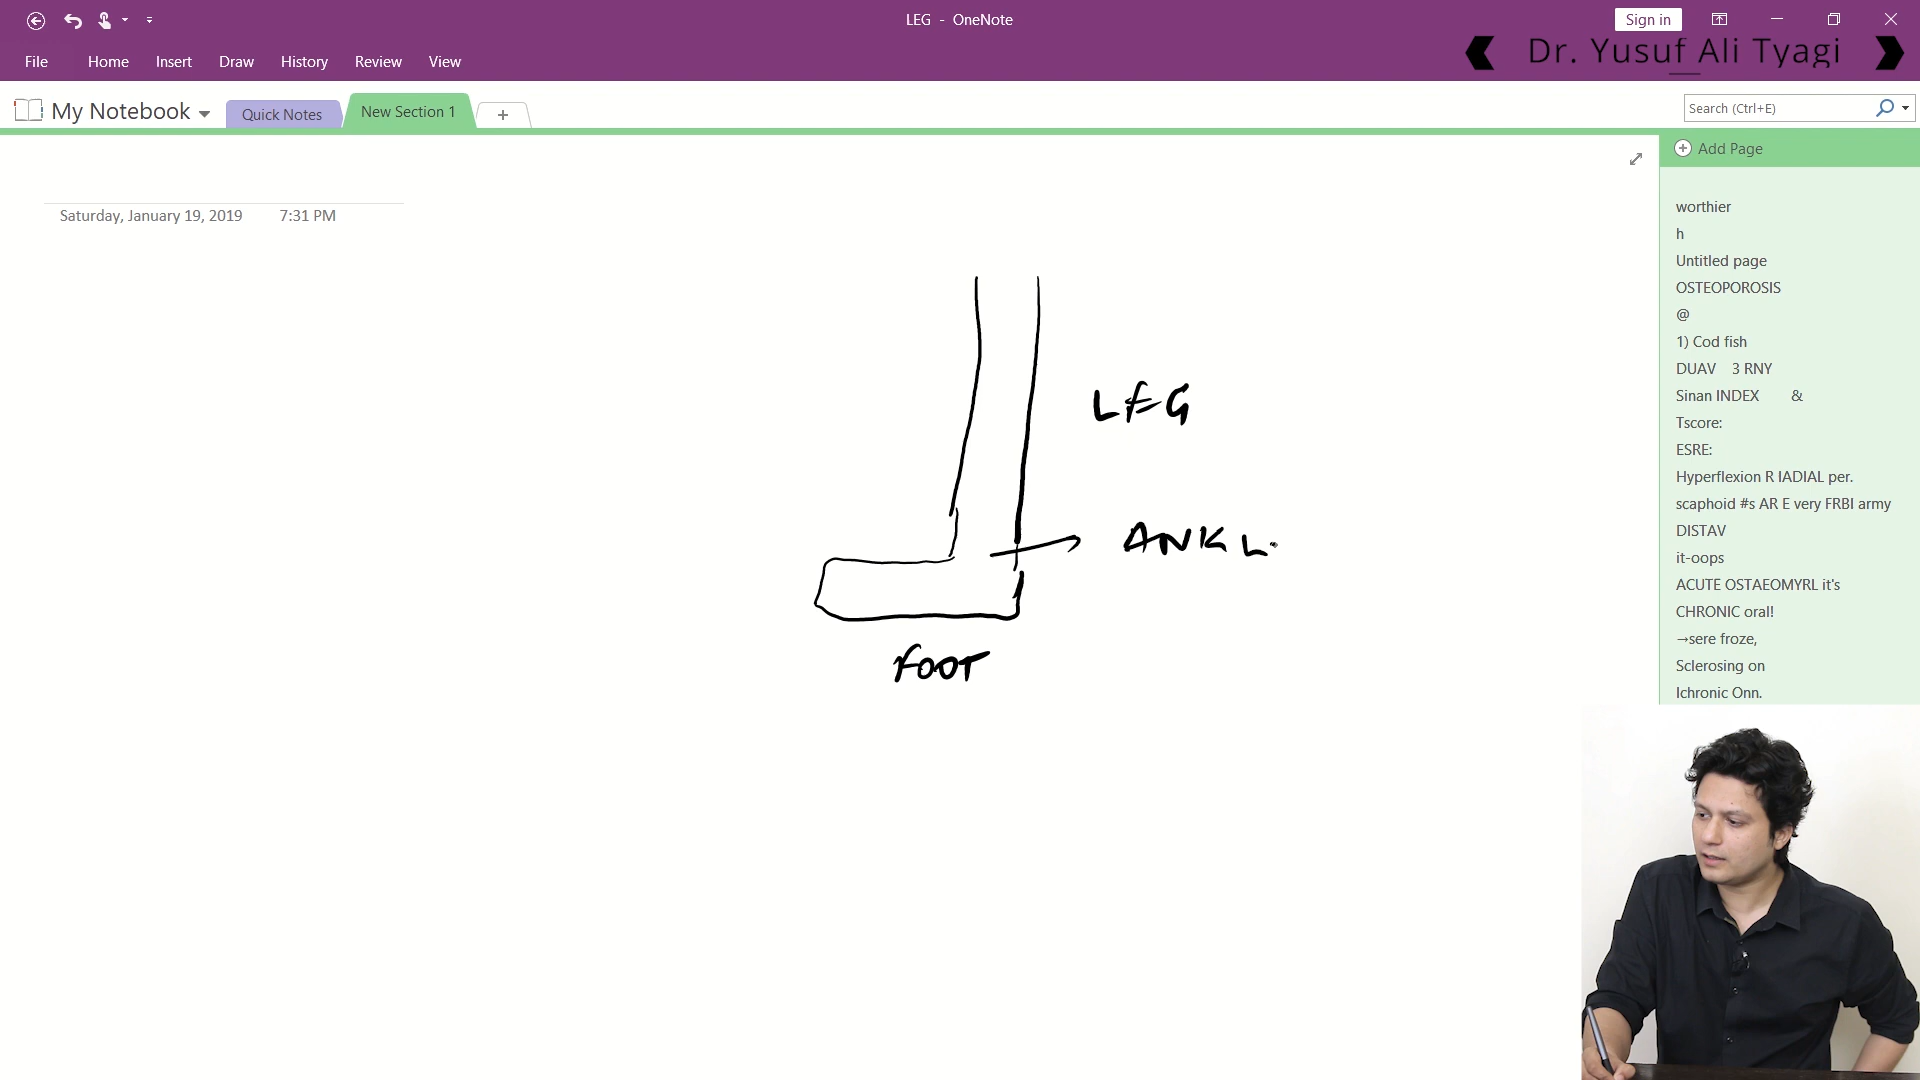 LEG - OneNote
Sign in
File Home Insert Draw History Review View
Dr. Yusuf Ali Tyagi
My Notebook Quick Notes New Section 1 +
Search (Ctrl+E)
Add Page
Saturday, January 19, 2019 7:31 PM
LEG
ANKL
FOOT
worthier
h
Untitled page
OSTEOPOROSIS
@
1) Cod fish
DUAV 3 RNY
Sinan INDEX &
Tscore:
ESRE:
Hyperflexion R IADIAL per.
scaphoid #s AR E very FRBI army
DISTAV
it-oops
ACUTE OSTAEOMYRL it's
CHRONIC oral!
→sere froze,
Sclerosing on
Ichronic Onn.